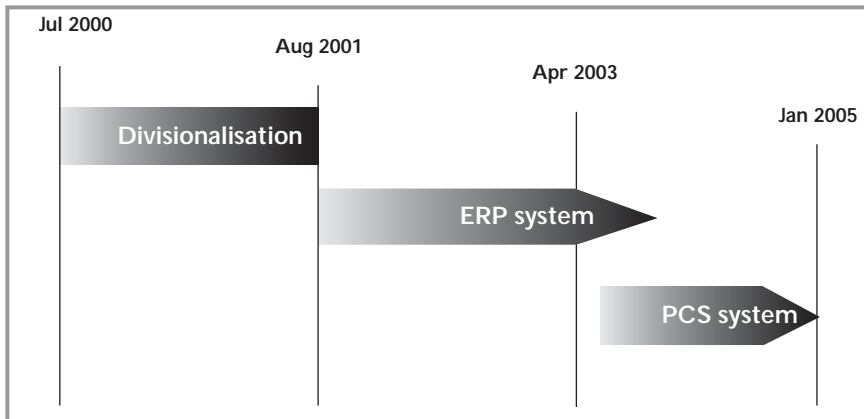 Jul 2000
Aug 2001
Apr 2003
Jan 2005
Divisionalisation
ERP system
PCS system